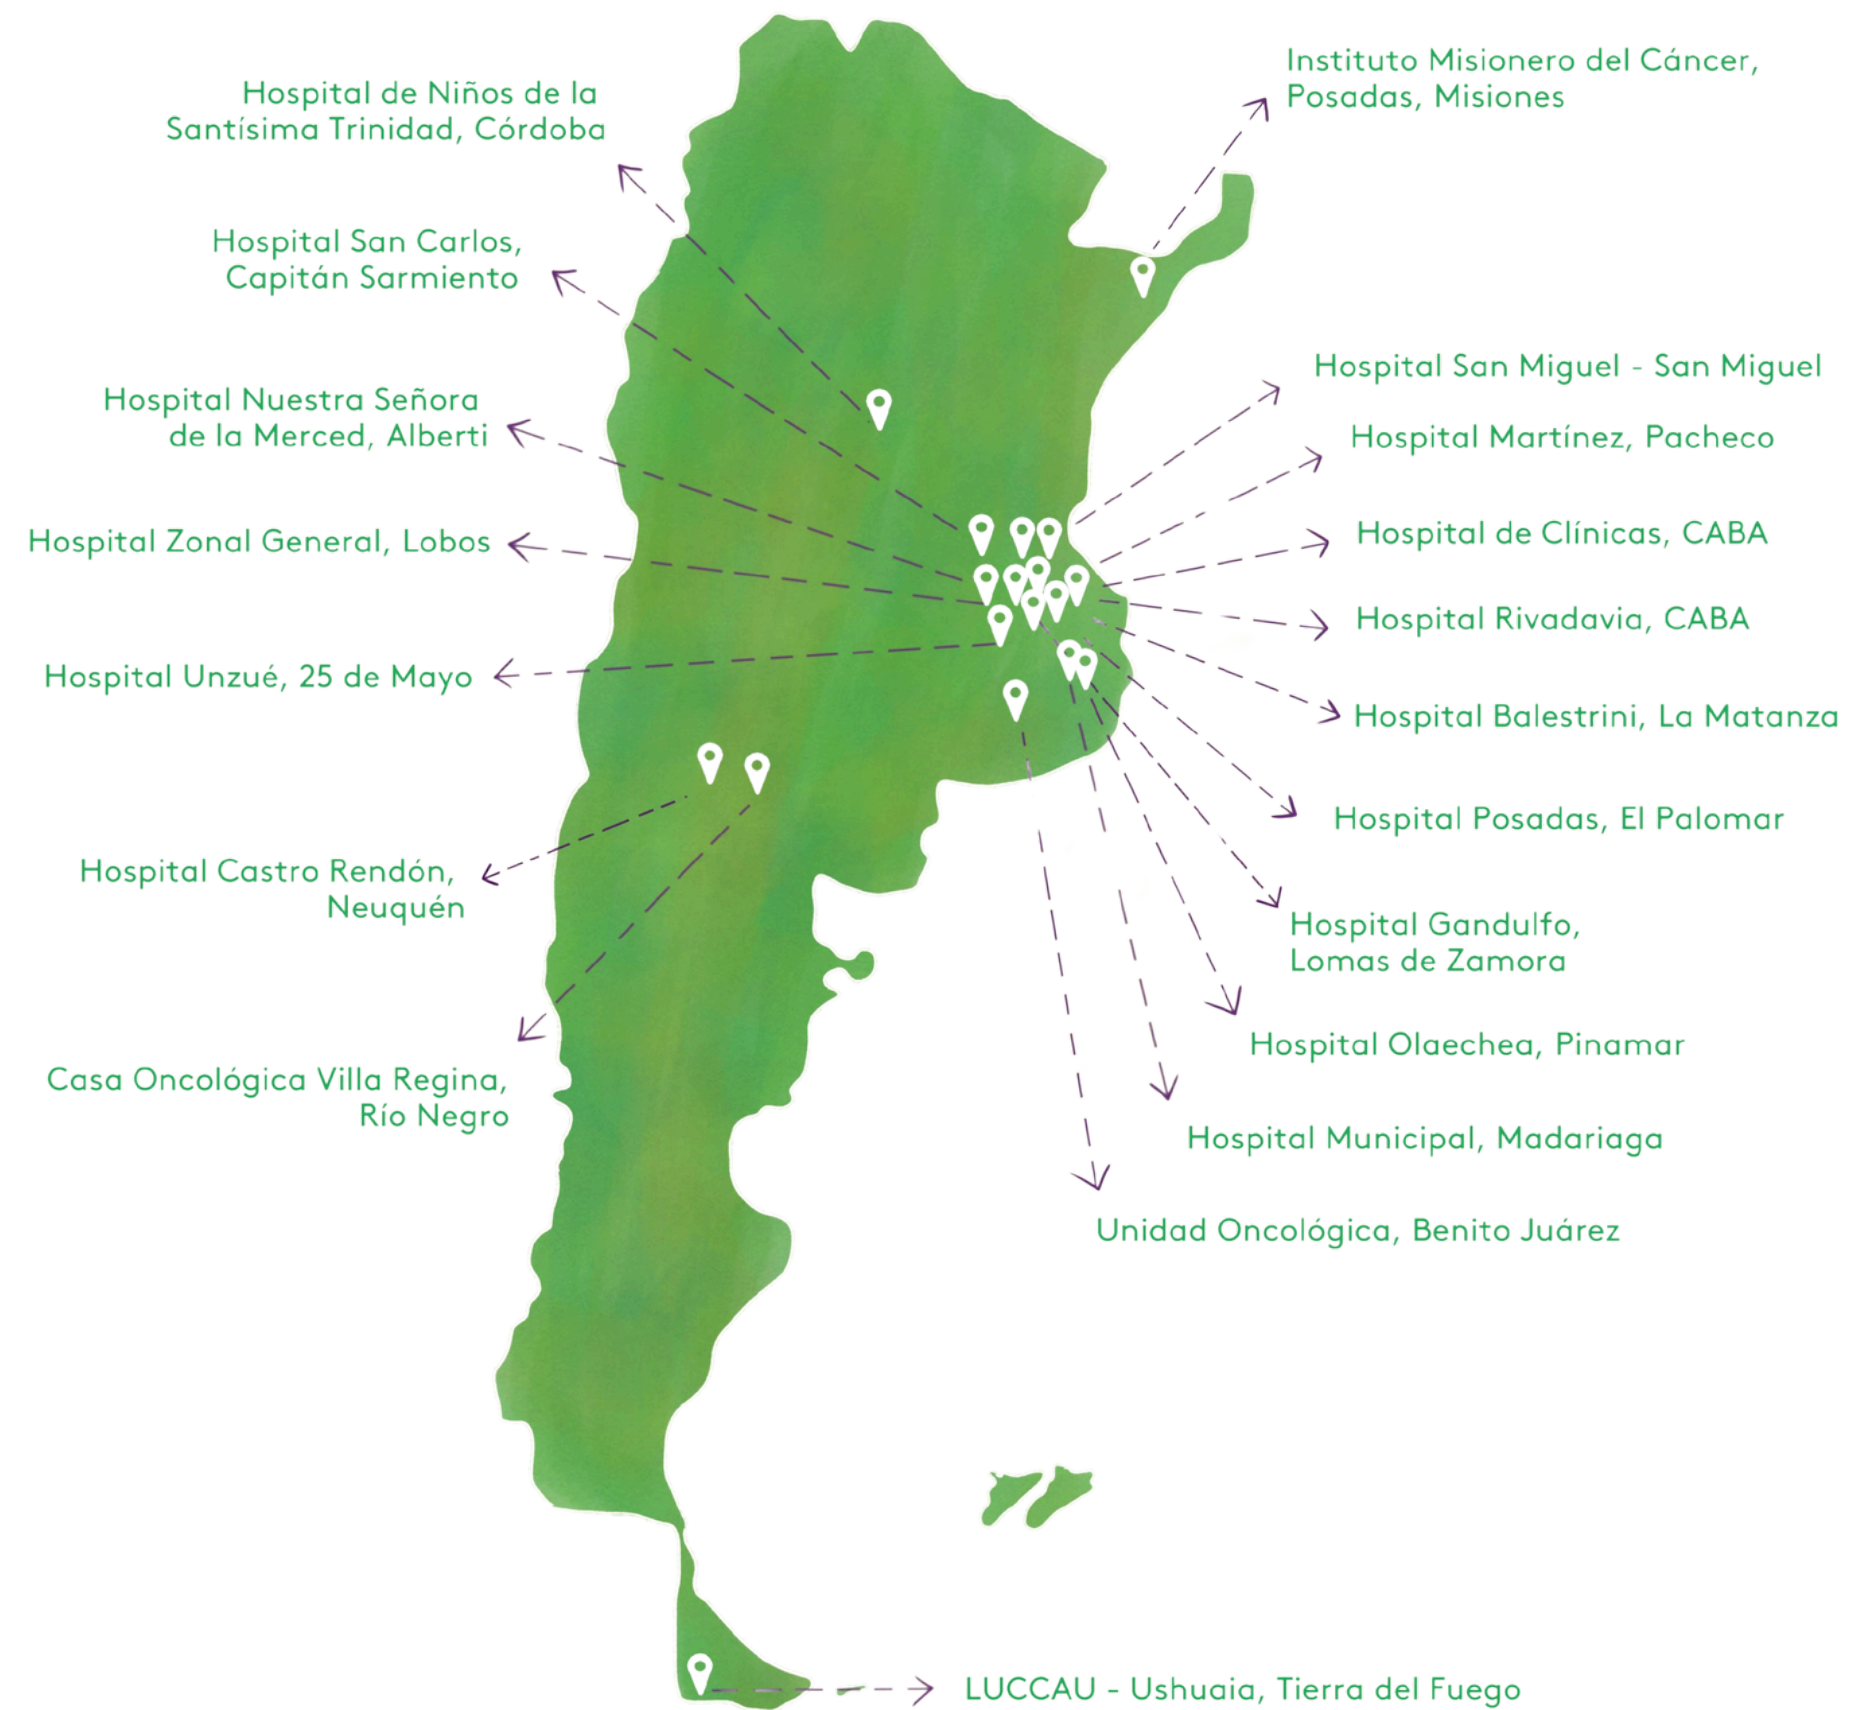 Hospital de Niños de la
Santísima Trinidad, Córdoba
Hospital San Carlos,
Capitán Sarmiento
Hospital Nuestra Señora
de la Merced, Alberti
Hospital Zonal General, Lobos
Hospital Unzué, 25 de Mayo
Hospital Castro Rendón,
Neuquén
Casa Oncológica Villa Regina,
Río Negro
Instituto Misionero del Cáncer,
Posadas, Misiones
Hospital San Miguel - San Miguel
Hospital Martínez, Pacheco
Hospital de Clínicas, CABA
Hospital Rivadavia, CABA
Hospital Balestrini, La Matanza
Hospital Posadas, El Palomar
Hospital Gandulfo,
Lomas de Zamora
Hospital Olaechea, Pinamar
Hospital Municipal, Madariaga
Unidad Oncológica, Benito Juárez
LUCCAU - Ushuaia, Tierra del Fuego